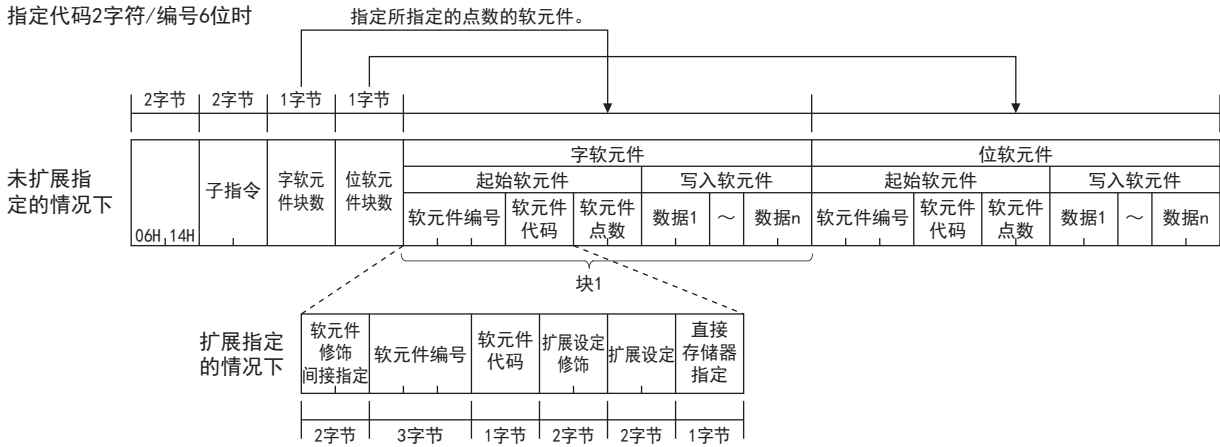 指定代码2字符/编号6位时
指定所指定的点数的软元件。
2字节 2字节 1字节 1字节
未扩展指
定的情况下
06H 14H
子指令
字软元
件块数
位软元
件块数
字软元件
位软元件
起始软元件 写入软元件 起始软元件 写入软元件
软元件编号
软元件
代码
软元件
点数
数据1 ～ 数据n
软元件编号
软元件
代码
软元件
点数
数据1 ～ 数据n
块1
扩展指定
的情况下
软元件
修饰
间接指定
软元件编号
软元件
代码
扩展设定
修饰
扩展设定
直接
存储器
指定
2字节 3字节 1字节 2字节 2字节 1字节